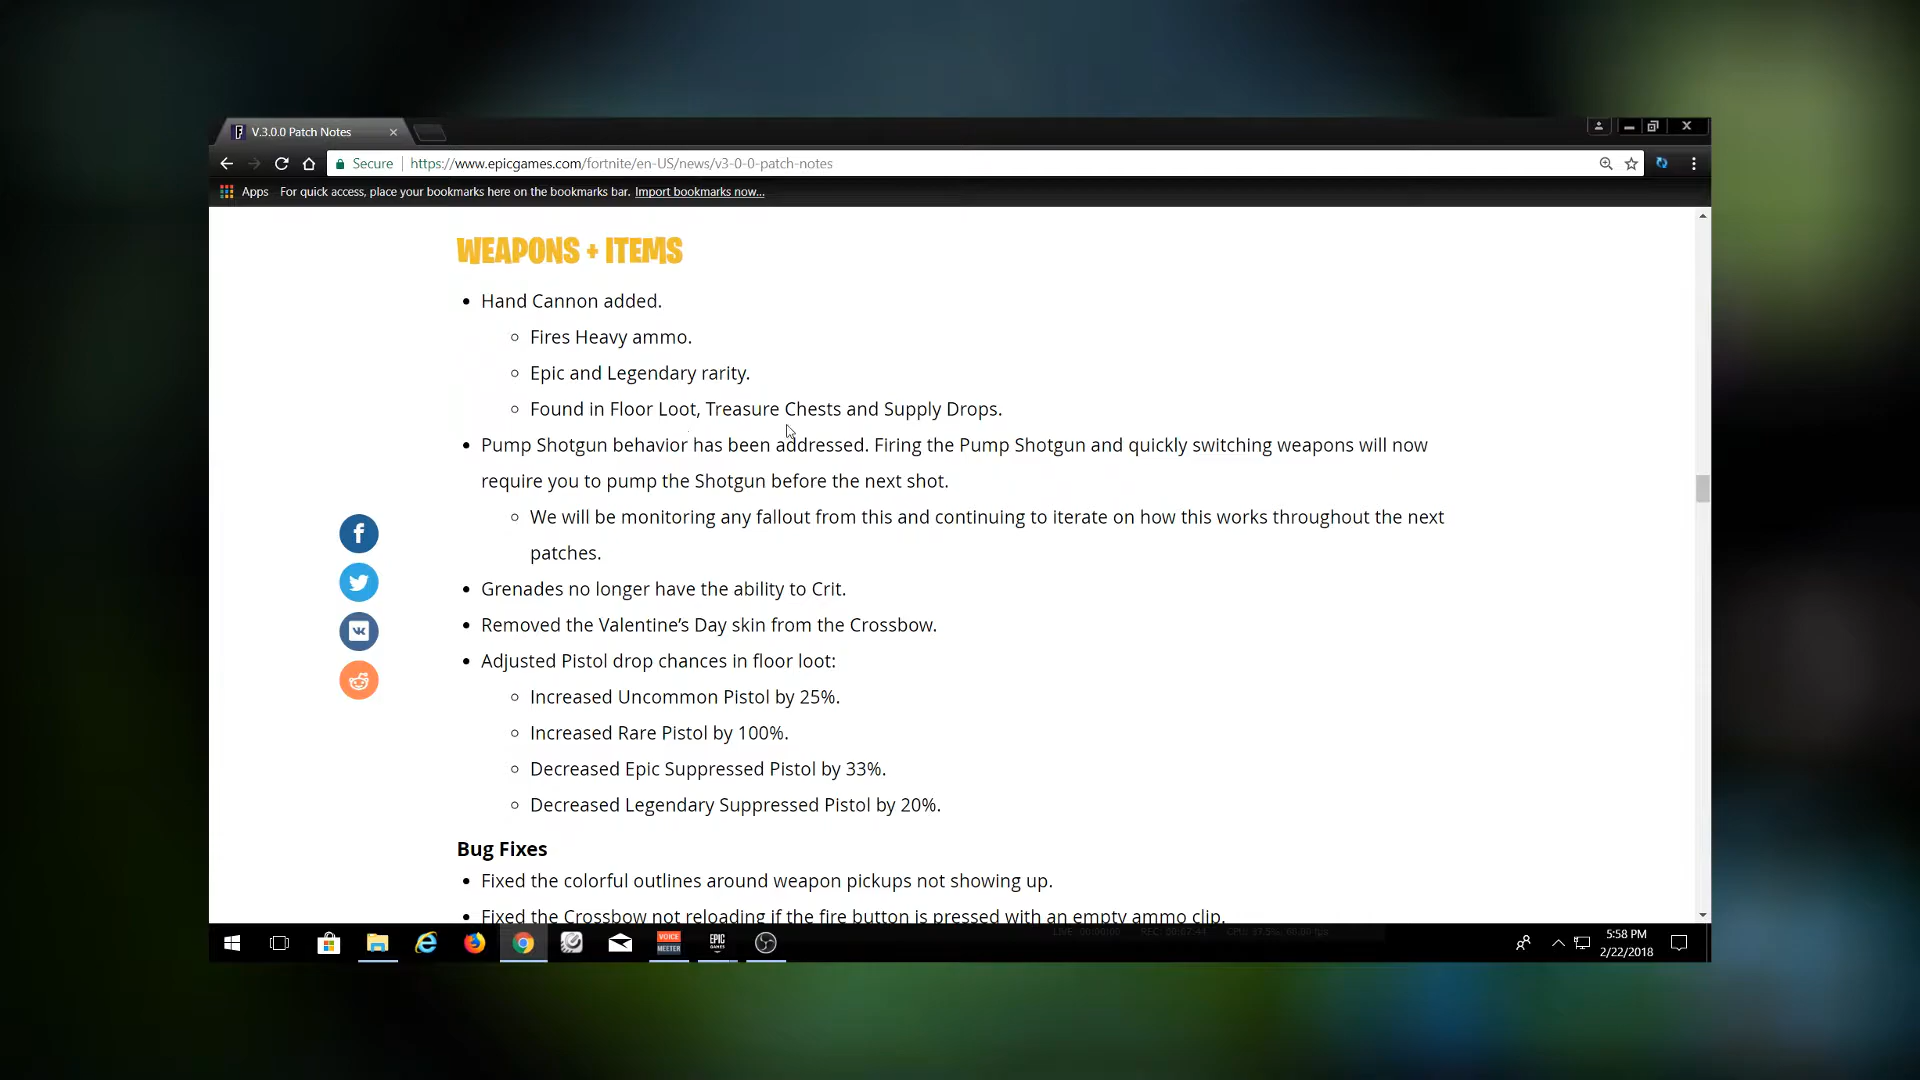 V.3.0.0 Patch Notes
Secure https://www.epicgames.com/fortnite/en-US/news/v3-0-0-patch-notes
Apps For quick access, place your bookmarks here on the bookmarks bar. Import bookmarks now...
WEAPONS + ITEMS
Hand Cannon added.
Fires Heavy ammo.
Epic and Legendary rarity.
Found in Floor Loot, Treasure Chests and Supply Drops.
Pump Shotgun behavior has been addressed. Firing the Pump Shotgun and quickly switching weapons will now
require you to pump the Shotgun before the next shot.
We will be monitoring any fallout from this and continuing to iterate on how this works throughout the next
patches.
Grenades no longer have the ability to Crit.
Removed the Valentine's Day skin from the Crossbow.
Adjusted Pistol drop chances in floor loot:
Increased Uncommon Pistol by 25%.
Increased Rare Pistol by 100%.
Decreased Epic Suppressed Pistol by 33%.
Decreased Legendary Suppressed Pistol by 20%.
Bug Fixes
Fixed the colorful outlines around weapon pickups not showing up.
Fixed the Crossbow not reloading if the fire button is pressed with an empty ammo clip.
VOICE
MEETER
EPIC
GAMES
5:58 PM
2/22/2018